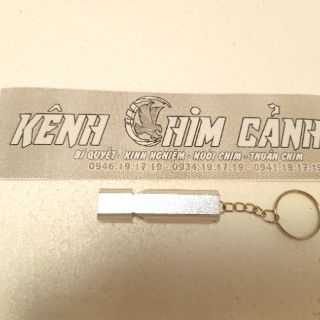 KÊNH CHIM CẢNH
BÍ QUYẾT - KINH NGHIỆM - NUÔI CHIM - THUẦN CHIM
0946.19.17.19 - 0934.19.17.19 - 0941.19.17.19